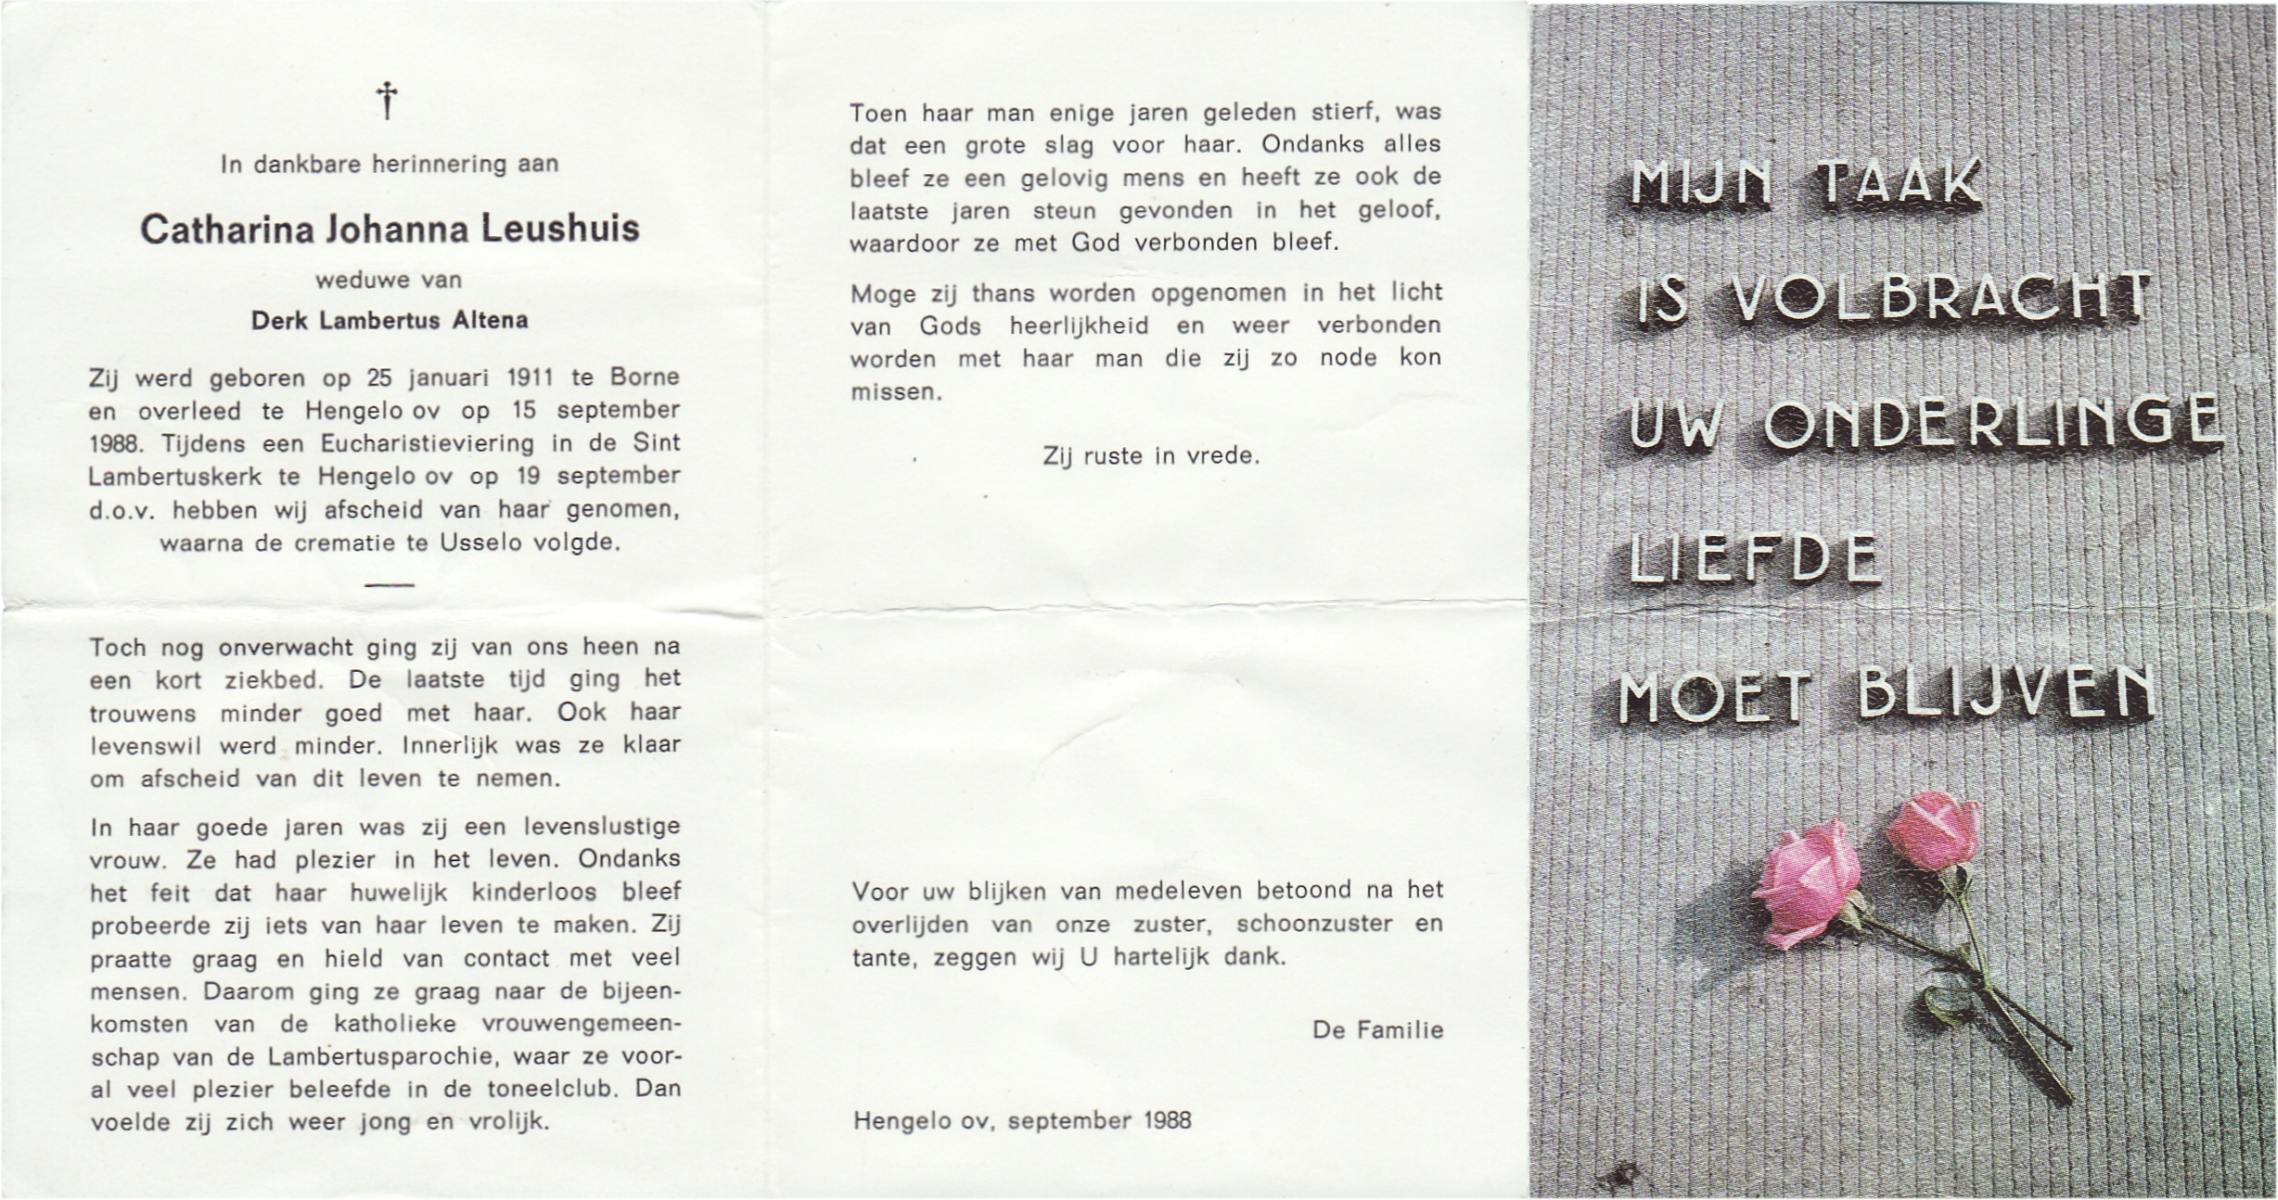 †
In dankbare herinnering aan
Catharina Johanna Leushuis
weduwe van
Derk Lambertus Altena
Zij werd geboren op 25 januari 1911 te Borne
en overleed te Hengelo ov op 15 september
1988. Tijdens een Eucharistieviering in de Sint
Lambertuskerk te Hengelo ov op 19 september
d.o.v. hebben wij afscheid van haar genomen,
waarna de crematie te Usselo volgde.
Toch nog onverwacht ging zij van ons heen na
een kort ziekbed. De laatste tijd ging het
trouwens minder goed met haar. Ook haar
levenswil werd minder. Innerlijk was ze klaar
om afscheid van dit leven te nemen.
In haar goede jaren was zij een levenslustige
vrouw. Ze had plezier in het leven. Ondanks
het feit dat haar huwelijk kinderloos bleef
probeerde zij iets van haar leven te maken. Zij
praatte graag en hield van contact met veel
mensen. Daarom ging ze graag naar de bijeen-
komsten van de katholieke vrouwengemeen-
schap van de Lambertusparochie, waar ze voor-
al veel plezier beleefde in de toneelclub. Dan
voelde zij zich weer jong en vrolijk.
Toen haar man enige jaren geleden stierf, was
dat een grote slag voor haar. Ondanks alles
bleef ze een gelovig mens en heeft ze ook de
laatste jaren steun gevonden in het geloof,
waardoor ze met God verbonden bleef.
Moge zij thans worden opgenomen in het licht
van Gods heerlijkheid en weer verbonden
worden met haar man die zij zo node kon
missen.
Zij ruste in vrede.
Voor uw blijken van medeleven betoond na het
overlijden van onze zuster, schoonzuster en
tante, zeggen wij U hartelijk dank.
De Familie
Hengelo ov, september 1988
MIJN TAAK
IS VOLBRACHT
UW ONDERLINGE
LIEFDE
MOET BLIJVEN